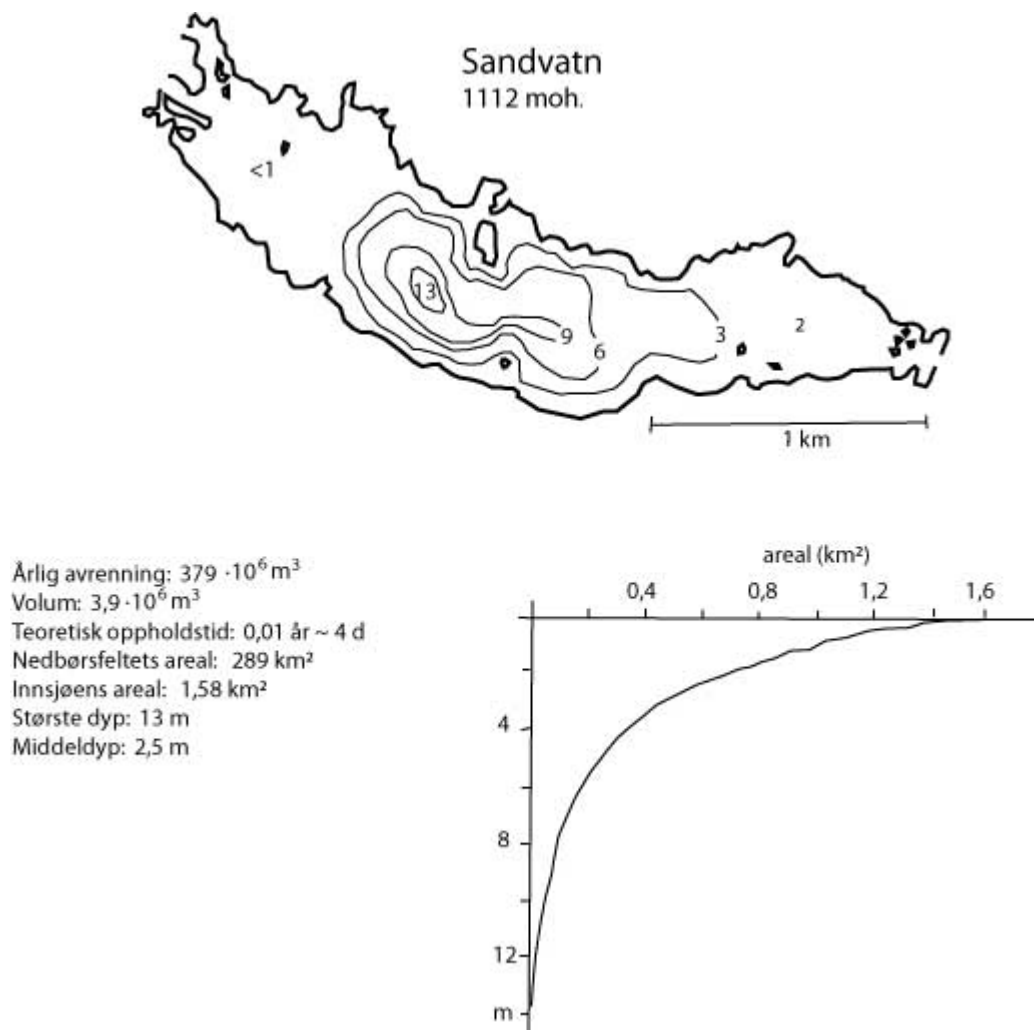 Sandvatn
1112 moh.
<1
13
9
6
3
2
1 km
Årlig avrenning: 379 ·10⁶ m³
Volum: 3,9·10⁶ m³
Teoretisk oppholdstid: 0,01 år ~ 4 d
Nedbørsfeltets areal: 289 km²
Innsjøens areal: 1,58 km²
Største dyp: 13 m
Middeldyp: 2,5 m
areal (km²)
0,4 0,8 1,2 1,6
4
8
12
m